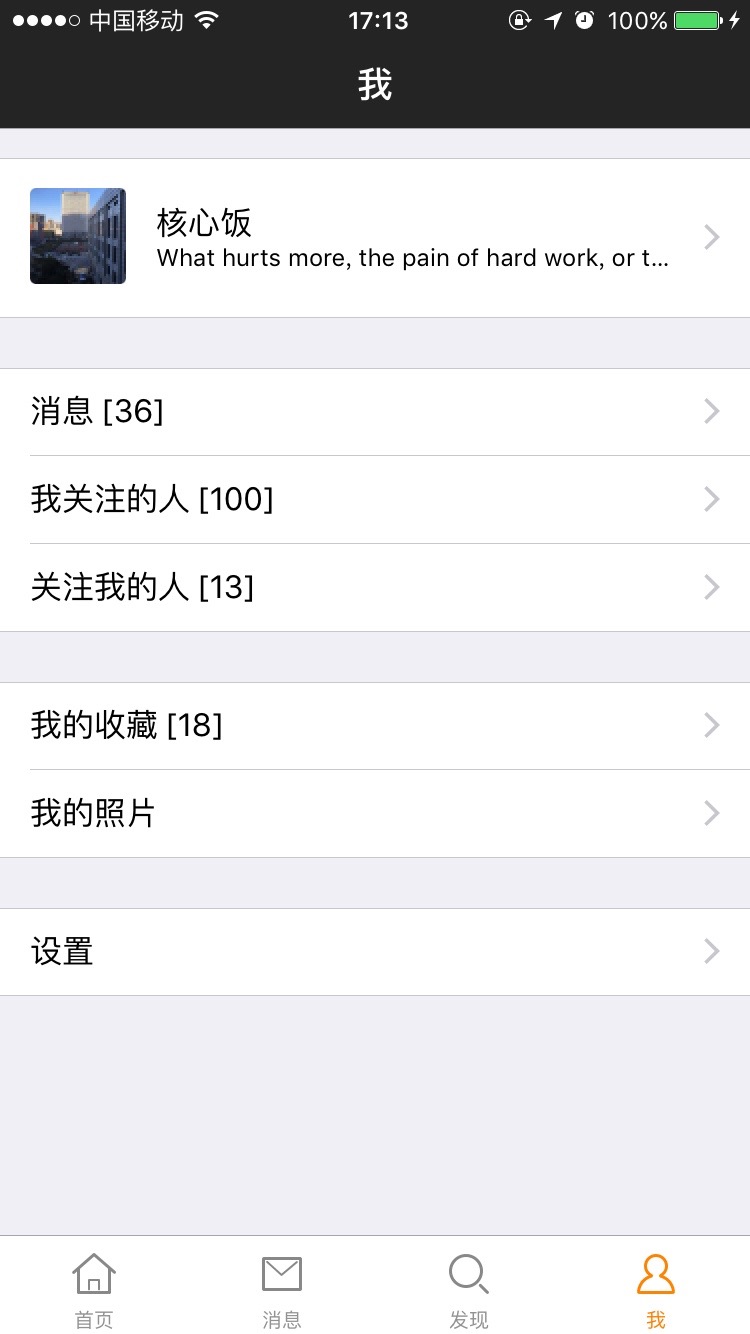 中国移动 17:13 100%
我
核心饭
What hurts more, the pain of hard work, or t...
消息 [36]
我关注的人 [100]
关注我的人 [13]
我的收藏 [18]
我的照片
设置
首页 消息 发现 我